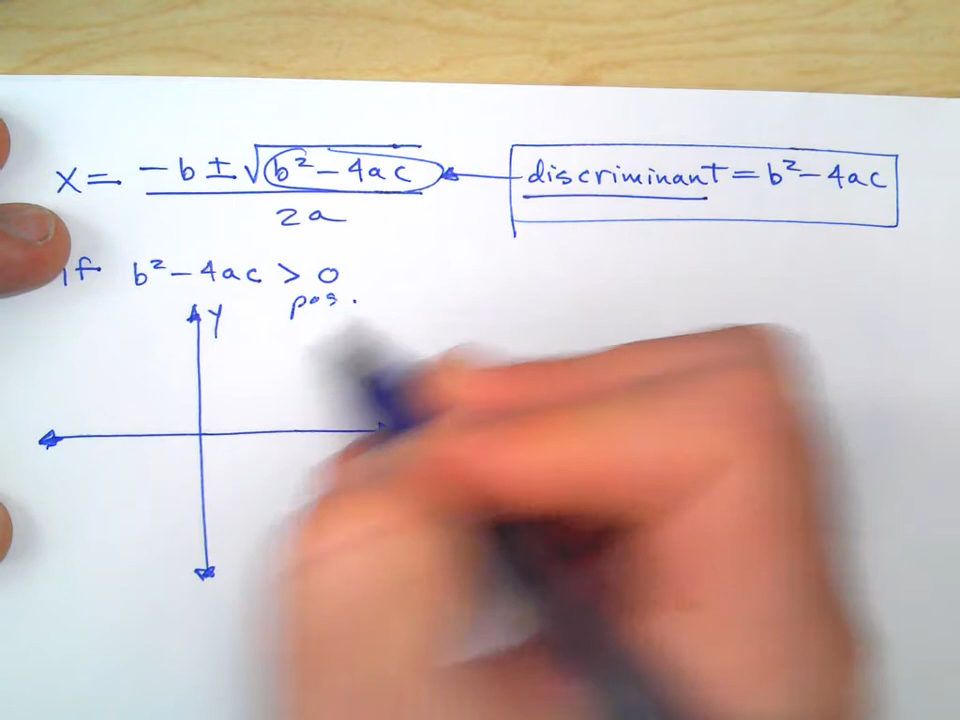 x = -b ± √b² - 4ac / 2a
discriminant = b² - 4ac
if b² - 4ac > 0
pos.
y